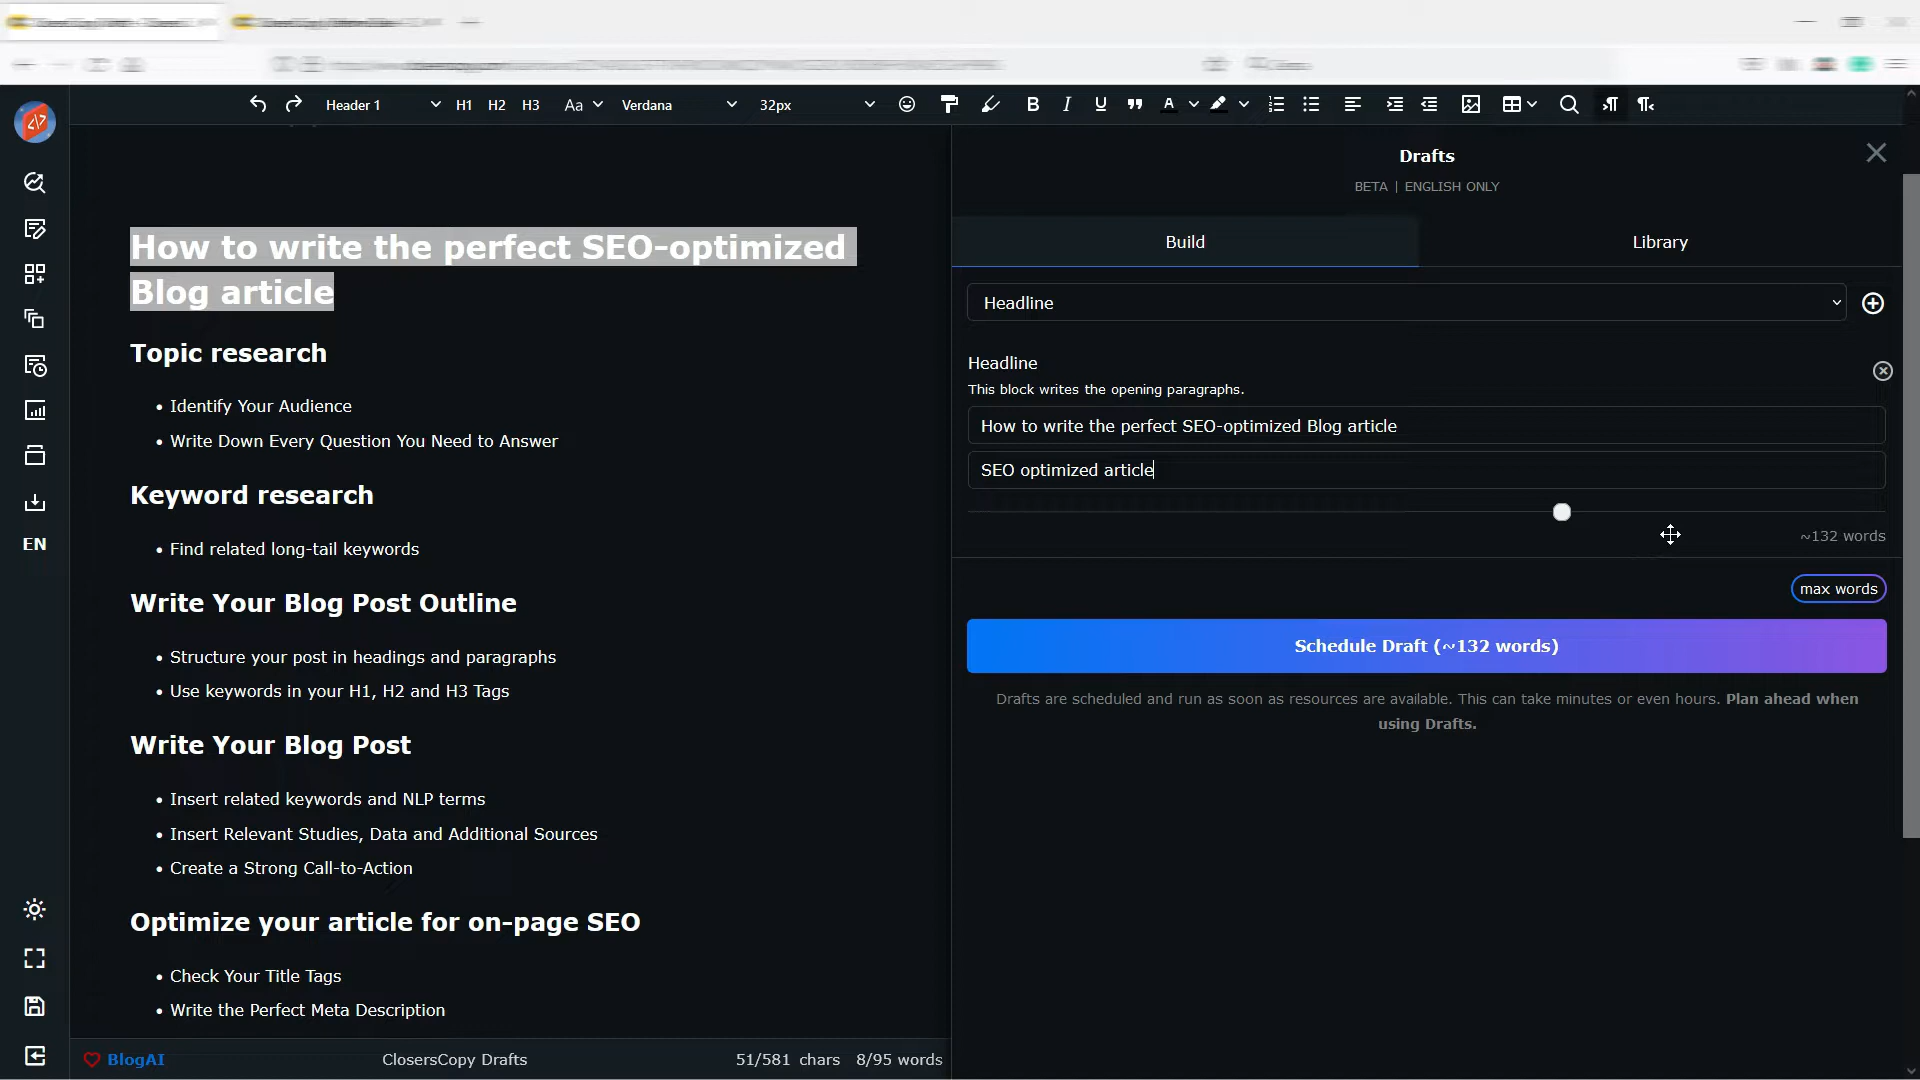 Header 1
H1 H2 H3
Aa
Verdana
32px
B I U
A
How to write the perfect SEO-optimized
Blog article
Topic research
• Identify Your Audience
• Write Down Every Question You Need to Answer
Keyword research
• Find related long-tail keywords
Write Your Blog Post Outline
• Structure your post in headings and paragraphs
• Use keywords in your H1, H2 and H3 Tags
Write Your Blog Post
• Insert related keywords and NLP terms
• Insert Relevant Studies, Data and Additional Sources
• Create a Strong Call-to-Action
Optimize your article for on-page SEO
• Check Your Title Tags
• Write the Perfect Meta Description
EN
BlogAI
ClosersCopy Drafts
51/581 chars 8/95 words
Drafts
BETA | ENGLISH ONLY
Build
Library
Headline
Headline
This block writes the opening paragraphs.
How to write the perfect SEO-optimized Blog article
SEO optimized article
~132 words
max words
Schedule Draft (~132 words)
Drafts are scheduled and run as soon as resources are available. This can take minutes or even hours. Plan ahead when
using Drafts.